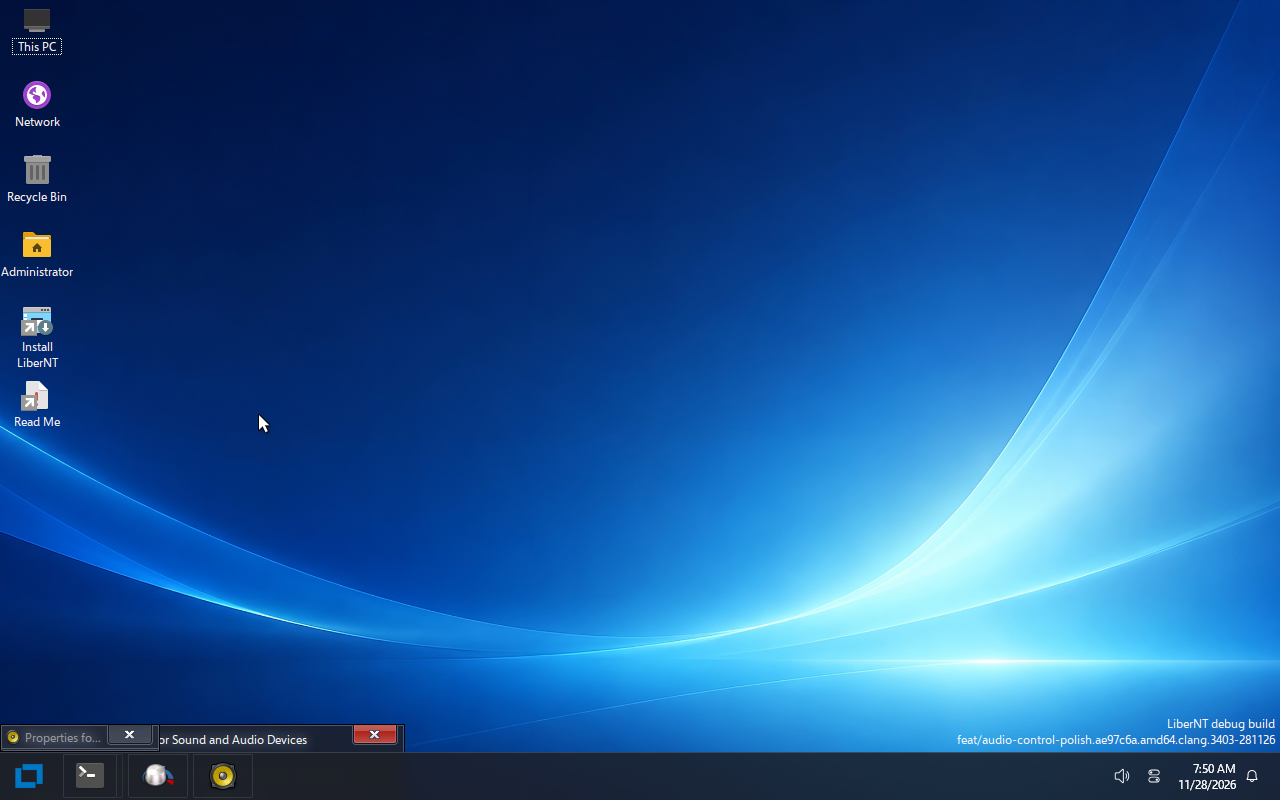 This PC
Network
Recycle Bin
Administrator
Install
LiberNT
Read Me
Properties fo...
or Sound and Audio Devices
LiberNT debug build
feat/audio-control-polish.ae97c6a.amd64.clang.3403-281126
7:50 AM
11/28/2026